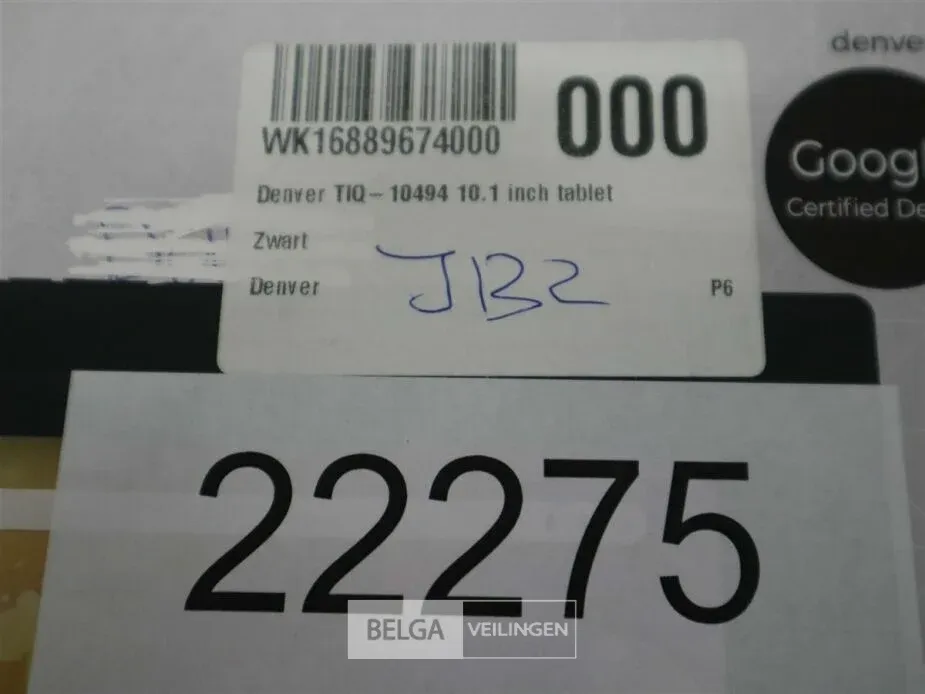 denve
Goog
Certified De
000
WK16889674000
Denver TIQ-10494 10.1 inch tablet
Zwart
JB2
Denver
P6
22275
BELGA VEILINGEN